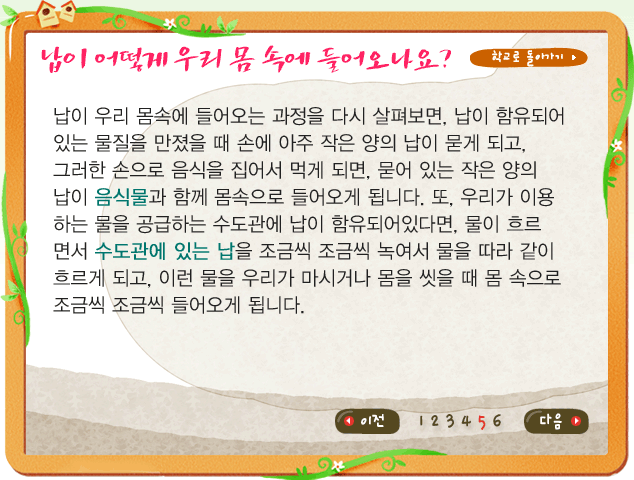 납이 어떻게 우리 몸 속에 들어오나요?
학교로 돌아가기
납이 우리 몸속에 들어오는 과정을 다시 살펴보면, 납이 함유되어
있는 물질을 만졌을 때 손에 아주 작은 양의 납이 묻게 되고,
그러한 손으로 음식을 집어서 먹게 되면, 묻어 있는 작은 양의
납이 음식물과 함께 몸속으로 들어오게 됩니다. 또, 우리가 이용
하는 물을 공급하는 수도관에 납이 함유되어있다면, 물이 흐르
면서 수도관에 있는 납을 조금씩 조금씩 녹여서 물을 따라 같이
흐르게 되고, 이런 물을 우리가 마시거나 몸을 씻을 때 몸 속으로
조금씩 조금씩 들어오게 됩니다.
이전 1 2 3 4 5 6 다음